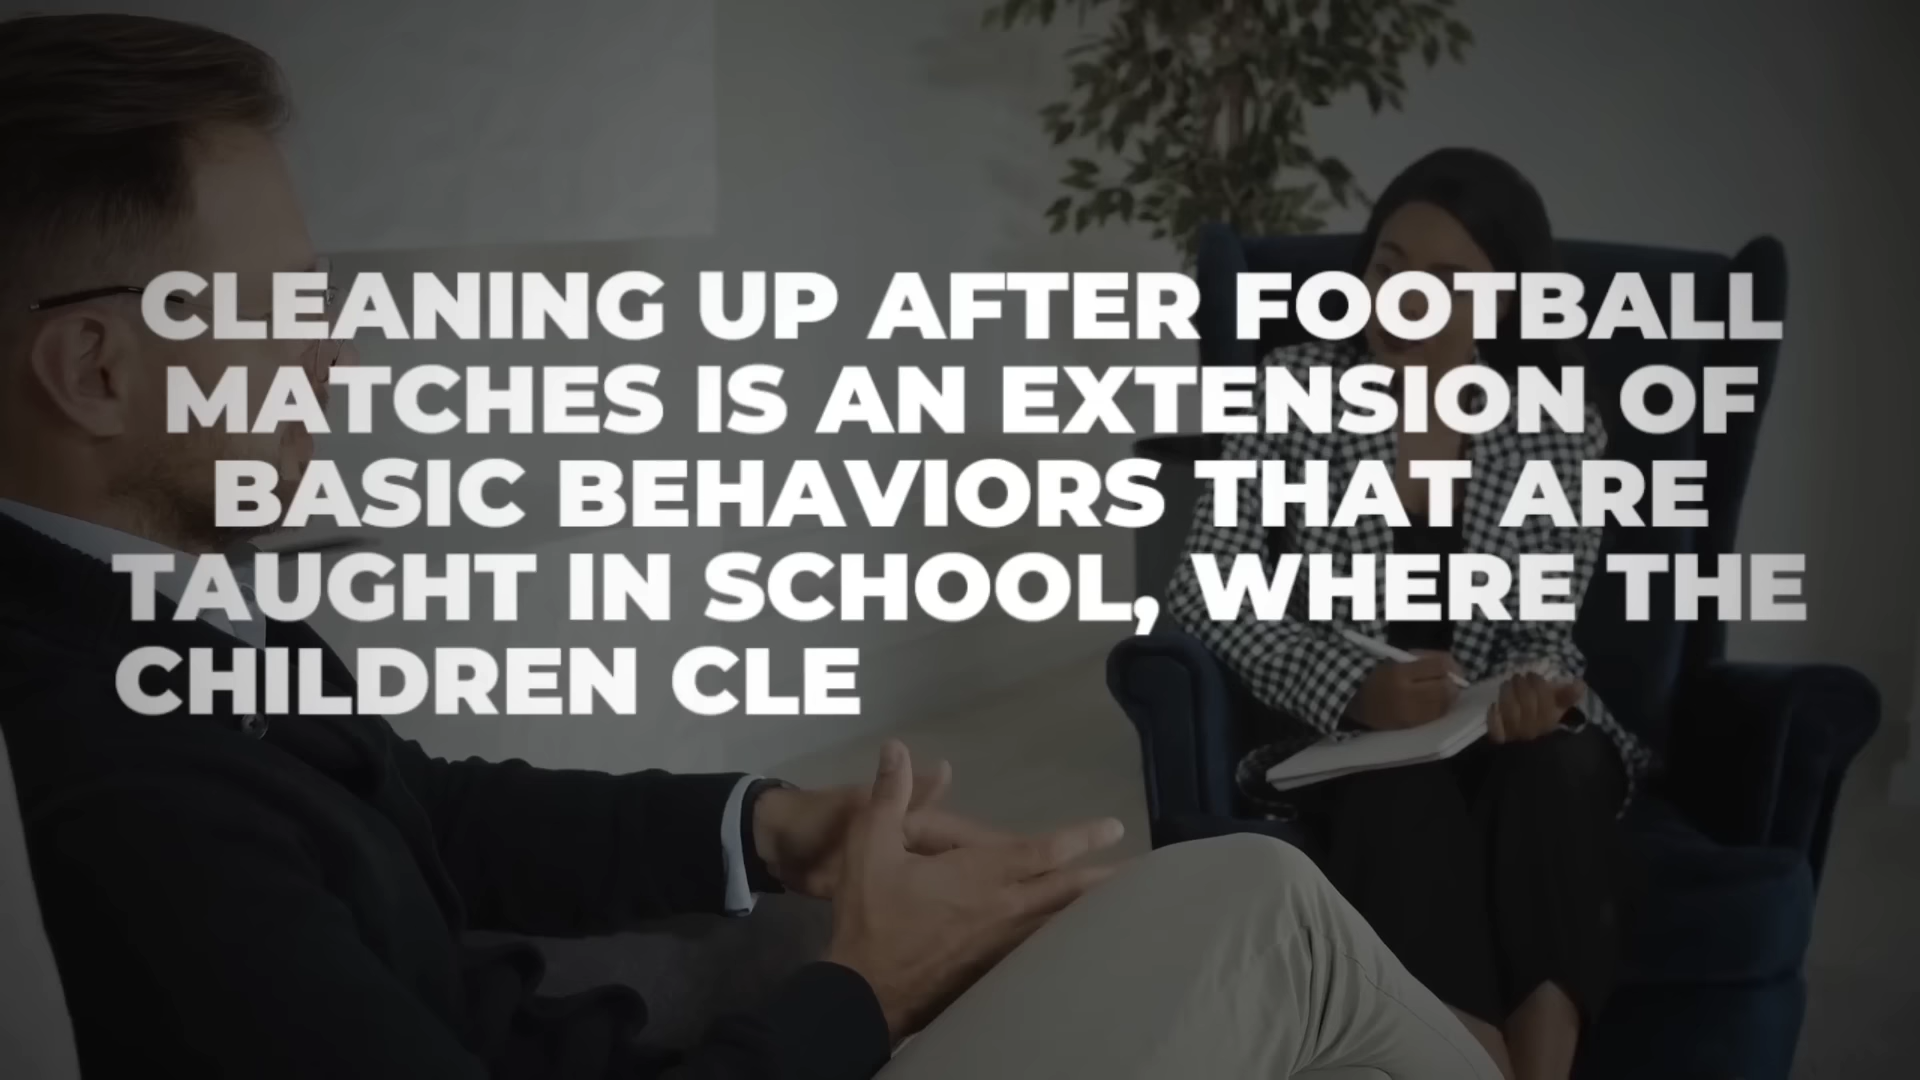 CLEANING UP AFTER FOOTBALL
MATCHES IS AN EXTENSION OF
BASIC BEHAVIORS THAT ARE
TAUGHT IN SCHOOL, WHERE THE
CHILDREN CLE